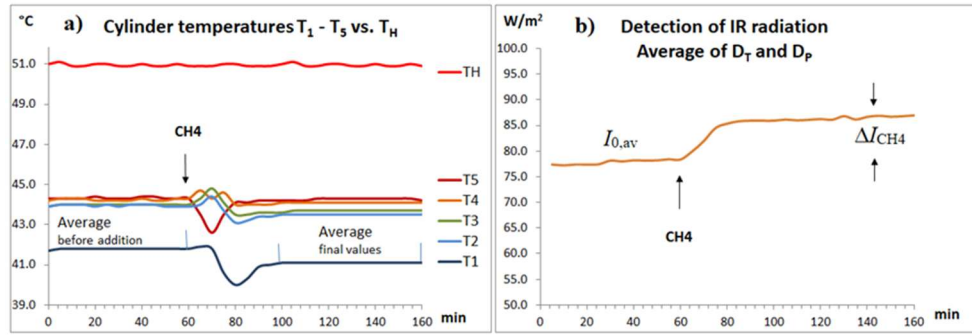 °C
a) Cylinder temperatures T1 - T5 vs. TH
51.0
49.0
47.0
45.0
43.0
41.0
39.0
TH
CH4
T5
T4
T3
T2
T1
Average
before addition
Average
final values
0 20 40 60 80 100 120 140 160 min
W/m²
b) Detection of IR radiation
Average of DT and DP
100.0
95.0
90.0
85.0
80.0
75.0
70.0
65.0
60.0
55.0
50.0
I0,av
ΔICH4
CH4
0 20 40 60 80 100 120 140 160 min